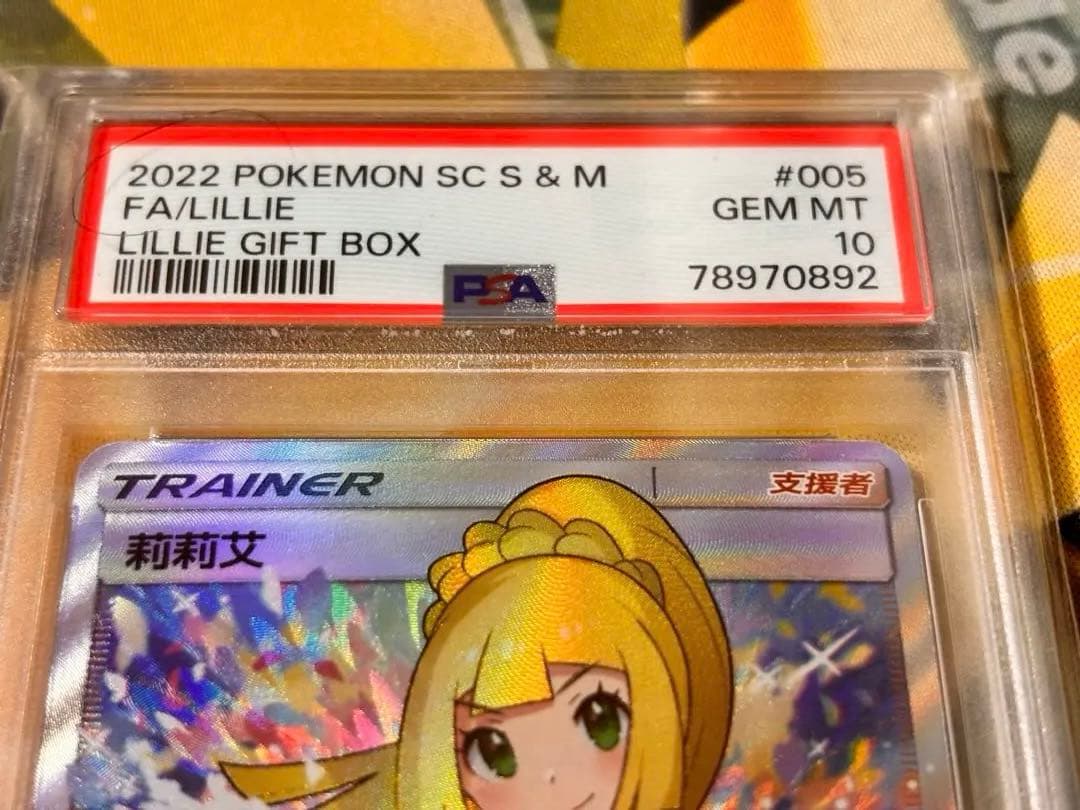 2022 POKEMON SC S & M #005
FA/LILLIE GEM MT
LILLIE GIFT BOX 10
78970892
PSA
TRAINER 支援者
莉莉艾